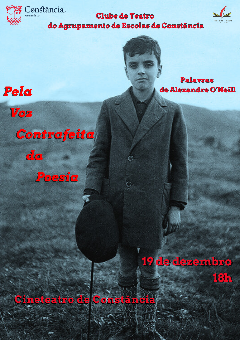 Constância
Clube de Teatro
do Agrupamento de Escolas de Constância
Palavras
de Alexandre O'Neill
Pela
Voz
Contrafeita
da
Poesia
19 de dezembro
18h
Cineteatro de Constância